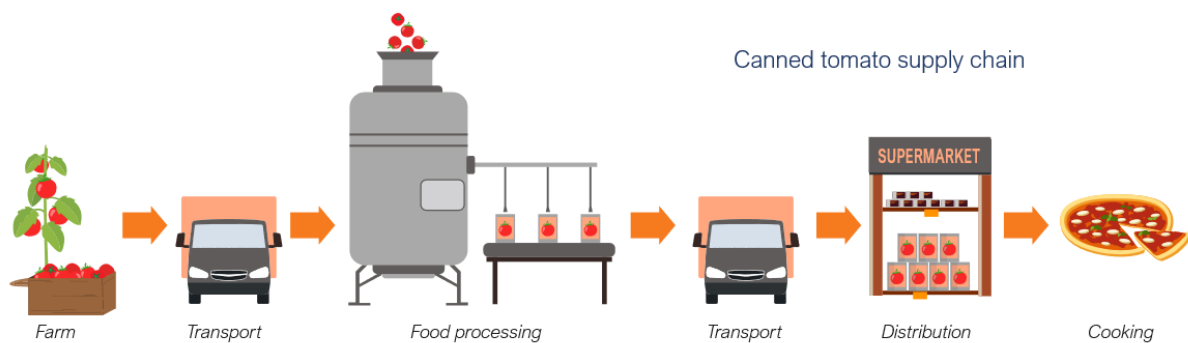 Canned tomato supply chain
SUPERMARKET
Farm
Transport
Food processing
Transport
Distribution
Cooking